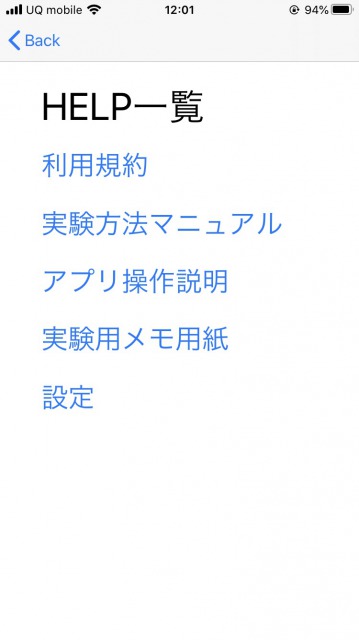 UQ mobile 12:01 94%
Back
HELP一覧
利用規約
実験方法マニュアル
アプリ操作説明
実験用メモ用紙
設定